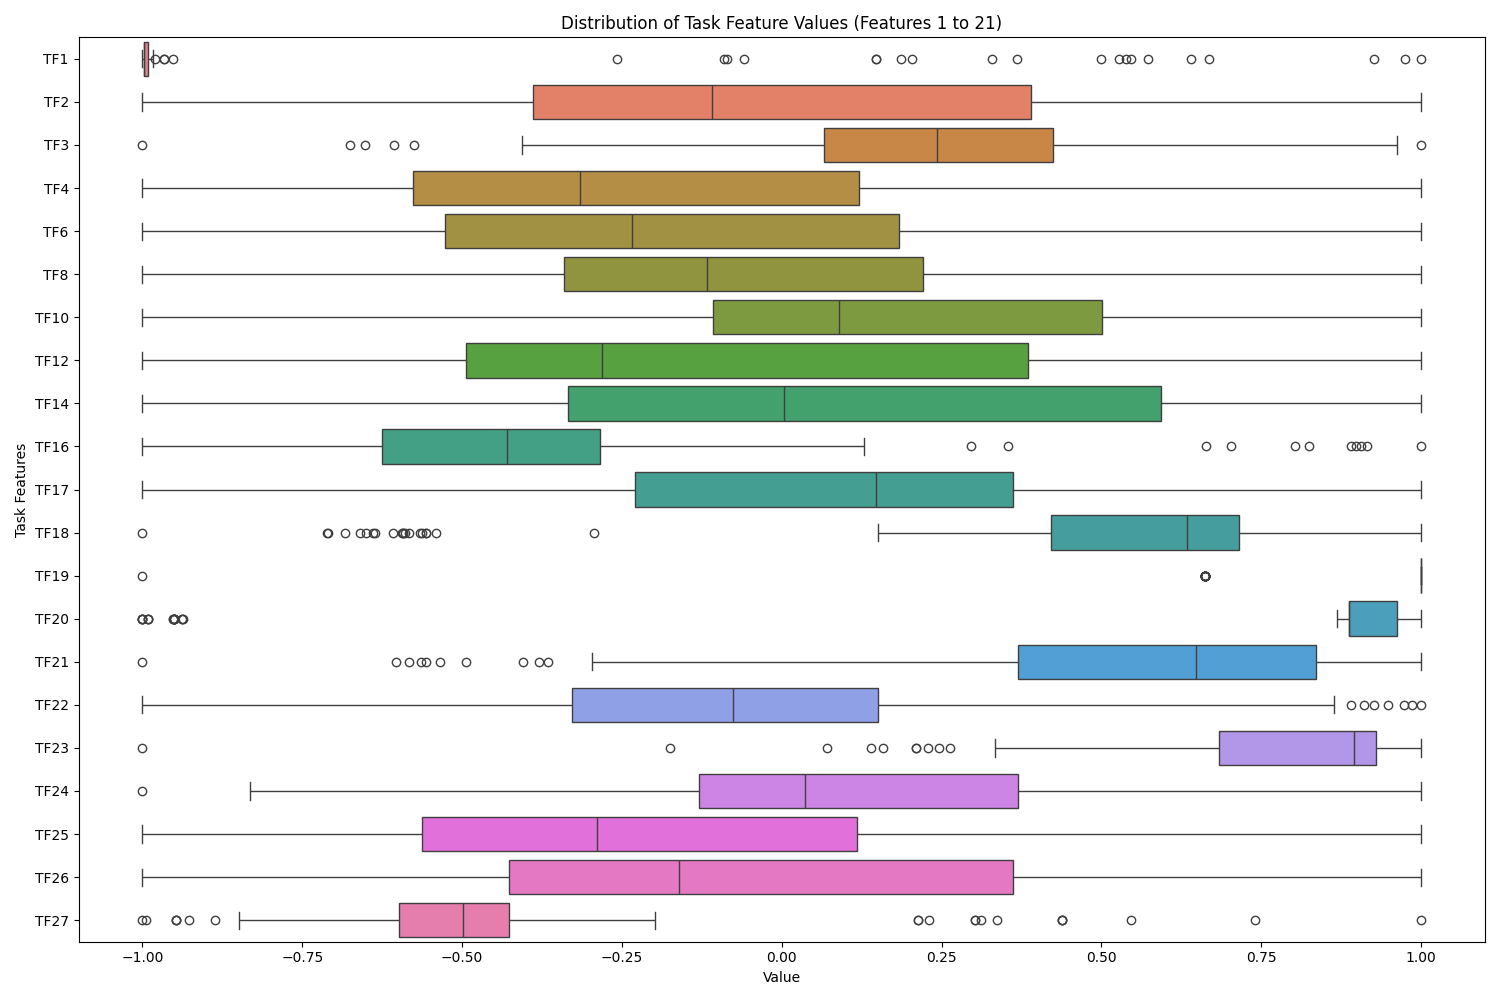 Distribution of Task Feature Values (Features 1 to 21)
Task Features
TF1
TF2
TF3
TF4
TF6
TF8
TF10
TF12
TF14
TF16
TF17
TF18
TF19
TF20
TF21
TF22
TF23
TF24
TF25
TF26
TF27
−1.00 −0.75 −0.50 −0.25 0.00 0.25 0.50 0.75 1.00
Value